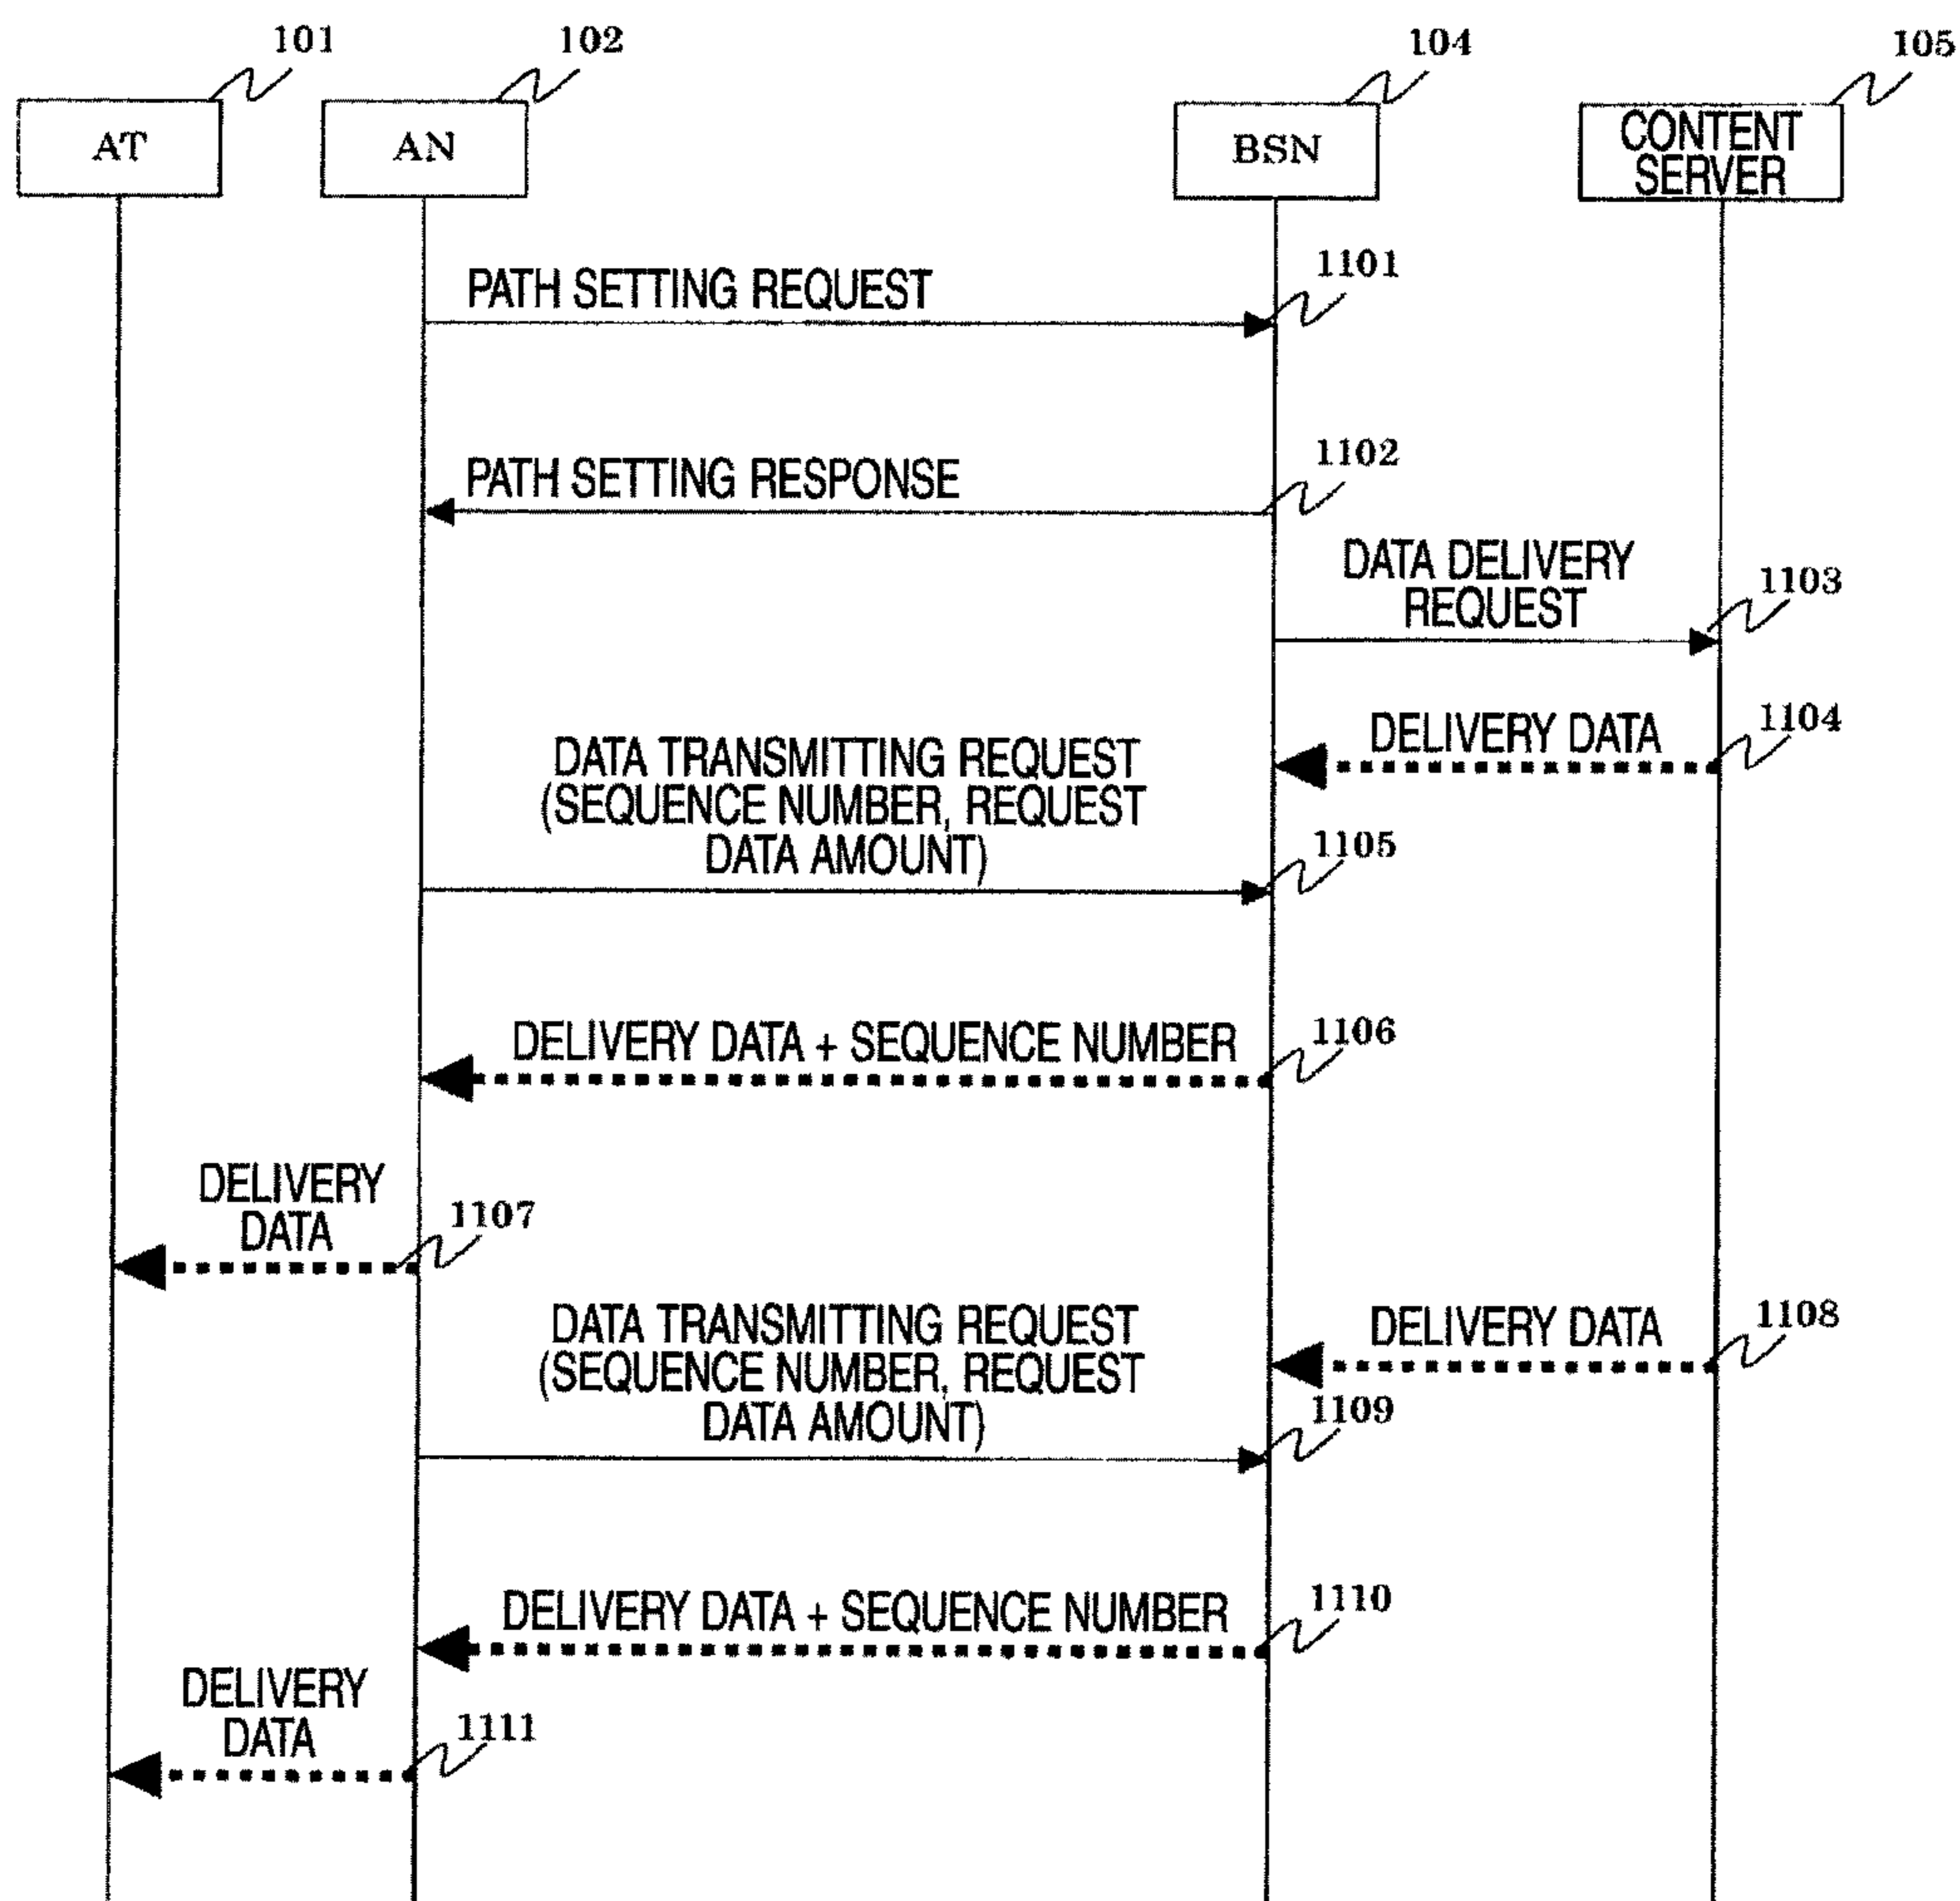 101
102
104
105
AT
AN
BSN
CONTENT
SERVER
PATH SETTING REQUEST
1101
PATH SETTING RESPONSE
1102
DATA DELIVERY
REQUEST
1103
DELIVERY DATA
1104
DATA TRANSMITTING REQUEST
(SEQUENCE NUMBER, REQUEST
DATA AMOUNT)
1105
DELIVERY DATA + SEQUENCE NUMBER
1106
DELIVERY
DATA
1107
DATA TRANSMITTING REQUEST
(SEQUENCE NUMBER, REQUEST
DATA AMOUNT)
DELIVERY DATA
1108
1109
DELIVERY DATA + SEQUENCE NUMBER
1110
DELIVERY
DATA
1111